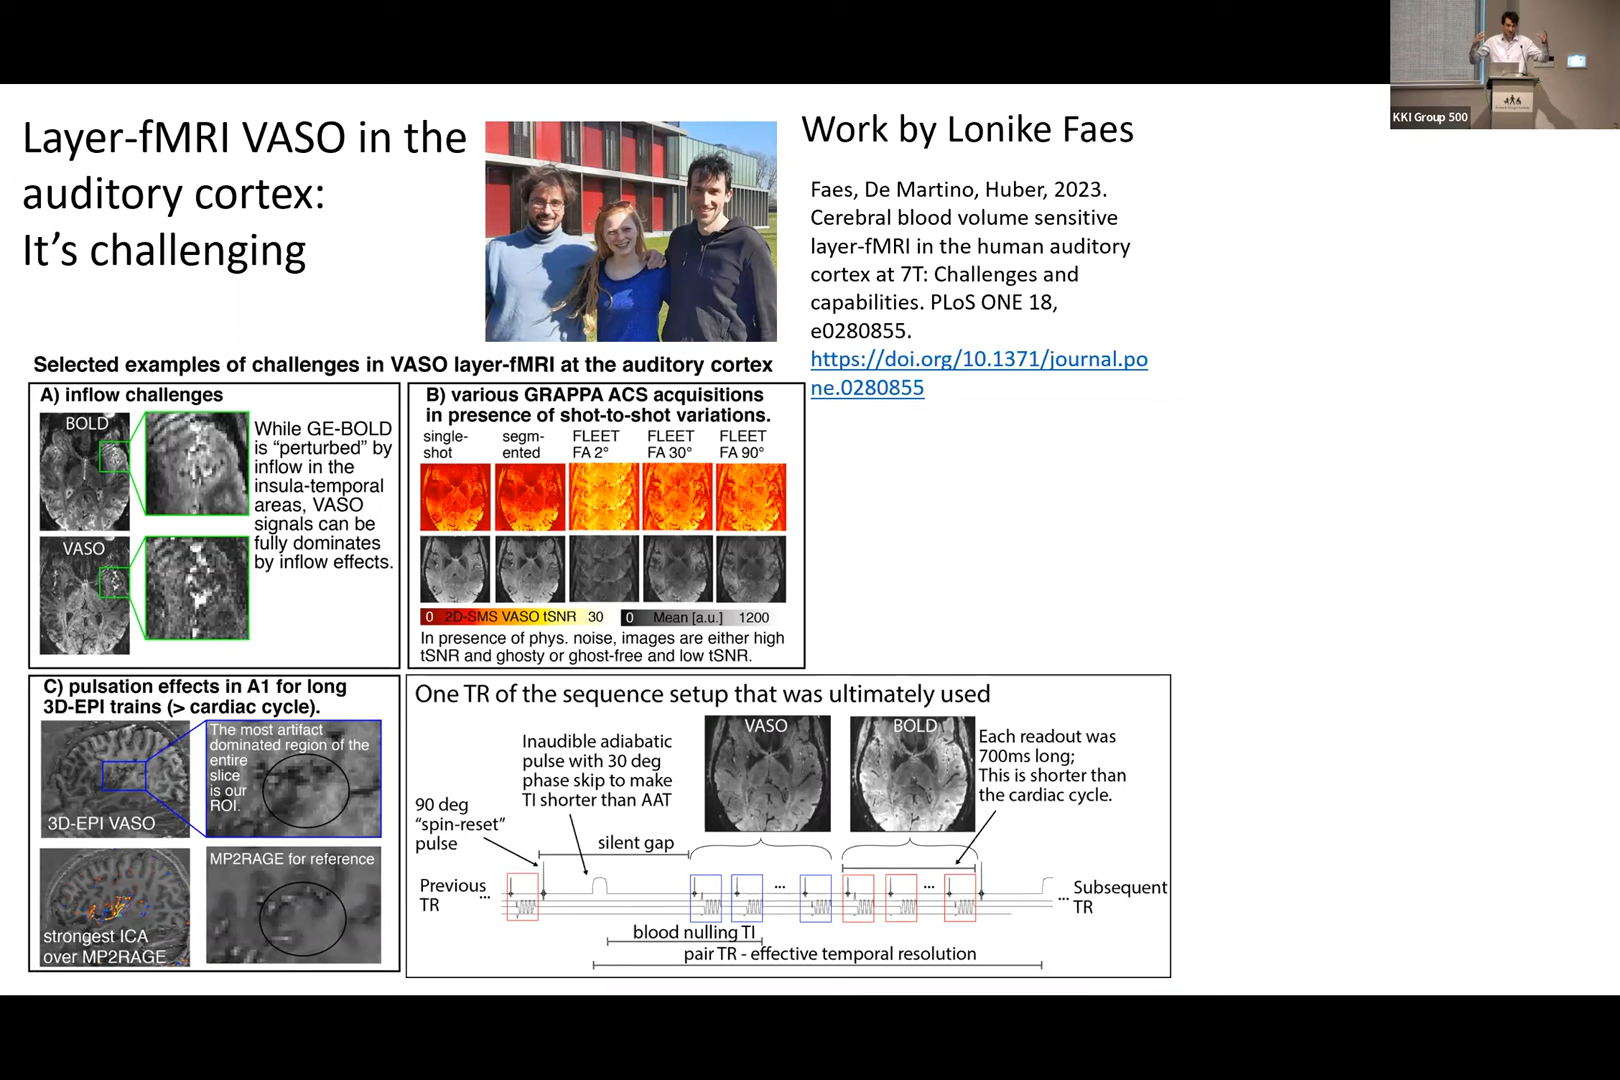 Layer-fMRI VASO in the
auditory cortex:
It's challenging
Work by Lonike Faes
Faes, De Martino, Huber, 2023.
Cerebral blood volume sensitive
layer-fMRI in the human auditory
cortex at 7T: Challenges and
capabilities. PLoS ONE 18,
e0280855.
https://doi.org/10.1371/journal.po
ne.0280855
KKI Group 500
Selected examples of challenges in VASO layer-fMRI at the auditory cortex
A) inflow challenges
BOLD
VASO
While GE-BOLD
is “perturbed” by
inflow in the
insula-temporal
areas, VASO
signals can be
fully dominates
by inflow effects.
B) various GRAPPA ACS acquisitions
in presence of shot-to-shot variations.
single-
shot
segm-
ented
FLEET
FA 2°
FLEET
FA 30°
FLEET
FA 90°
0 2D-SMS VASO tSNR 30
0 Mean [a.u.] 1200
In presence of phys. noise, images are either high
tSNR and ghosty or ghost-free and low tSNR.
C) pulsation effects in A1 for long
3D-EPI trains (> cardiac cycle).
The most artifact
dominated region of the
entire
slice
is our
ROI.
3D-EPI VASO
MP2RAGE for reference
strongest ICA
over MP2RAGE
One TR of the sequence setup that was ultimately used
VASO
BOLD
Inaudible adiabatic
pulse with 30 deg
phase skip to make
TI shorter than AAT
Each readout was
700ms long;
This is shorter than
the cardiac cycle.
90 deg
“spin-reset”
pulse
silent gap
Previous
TR
...
...
...
... Subsequent
TR
blood nulling TI
pair TR - effective temporal resolution